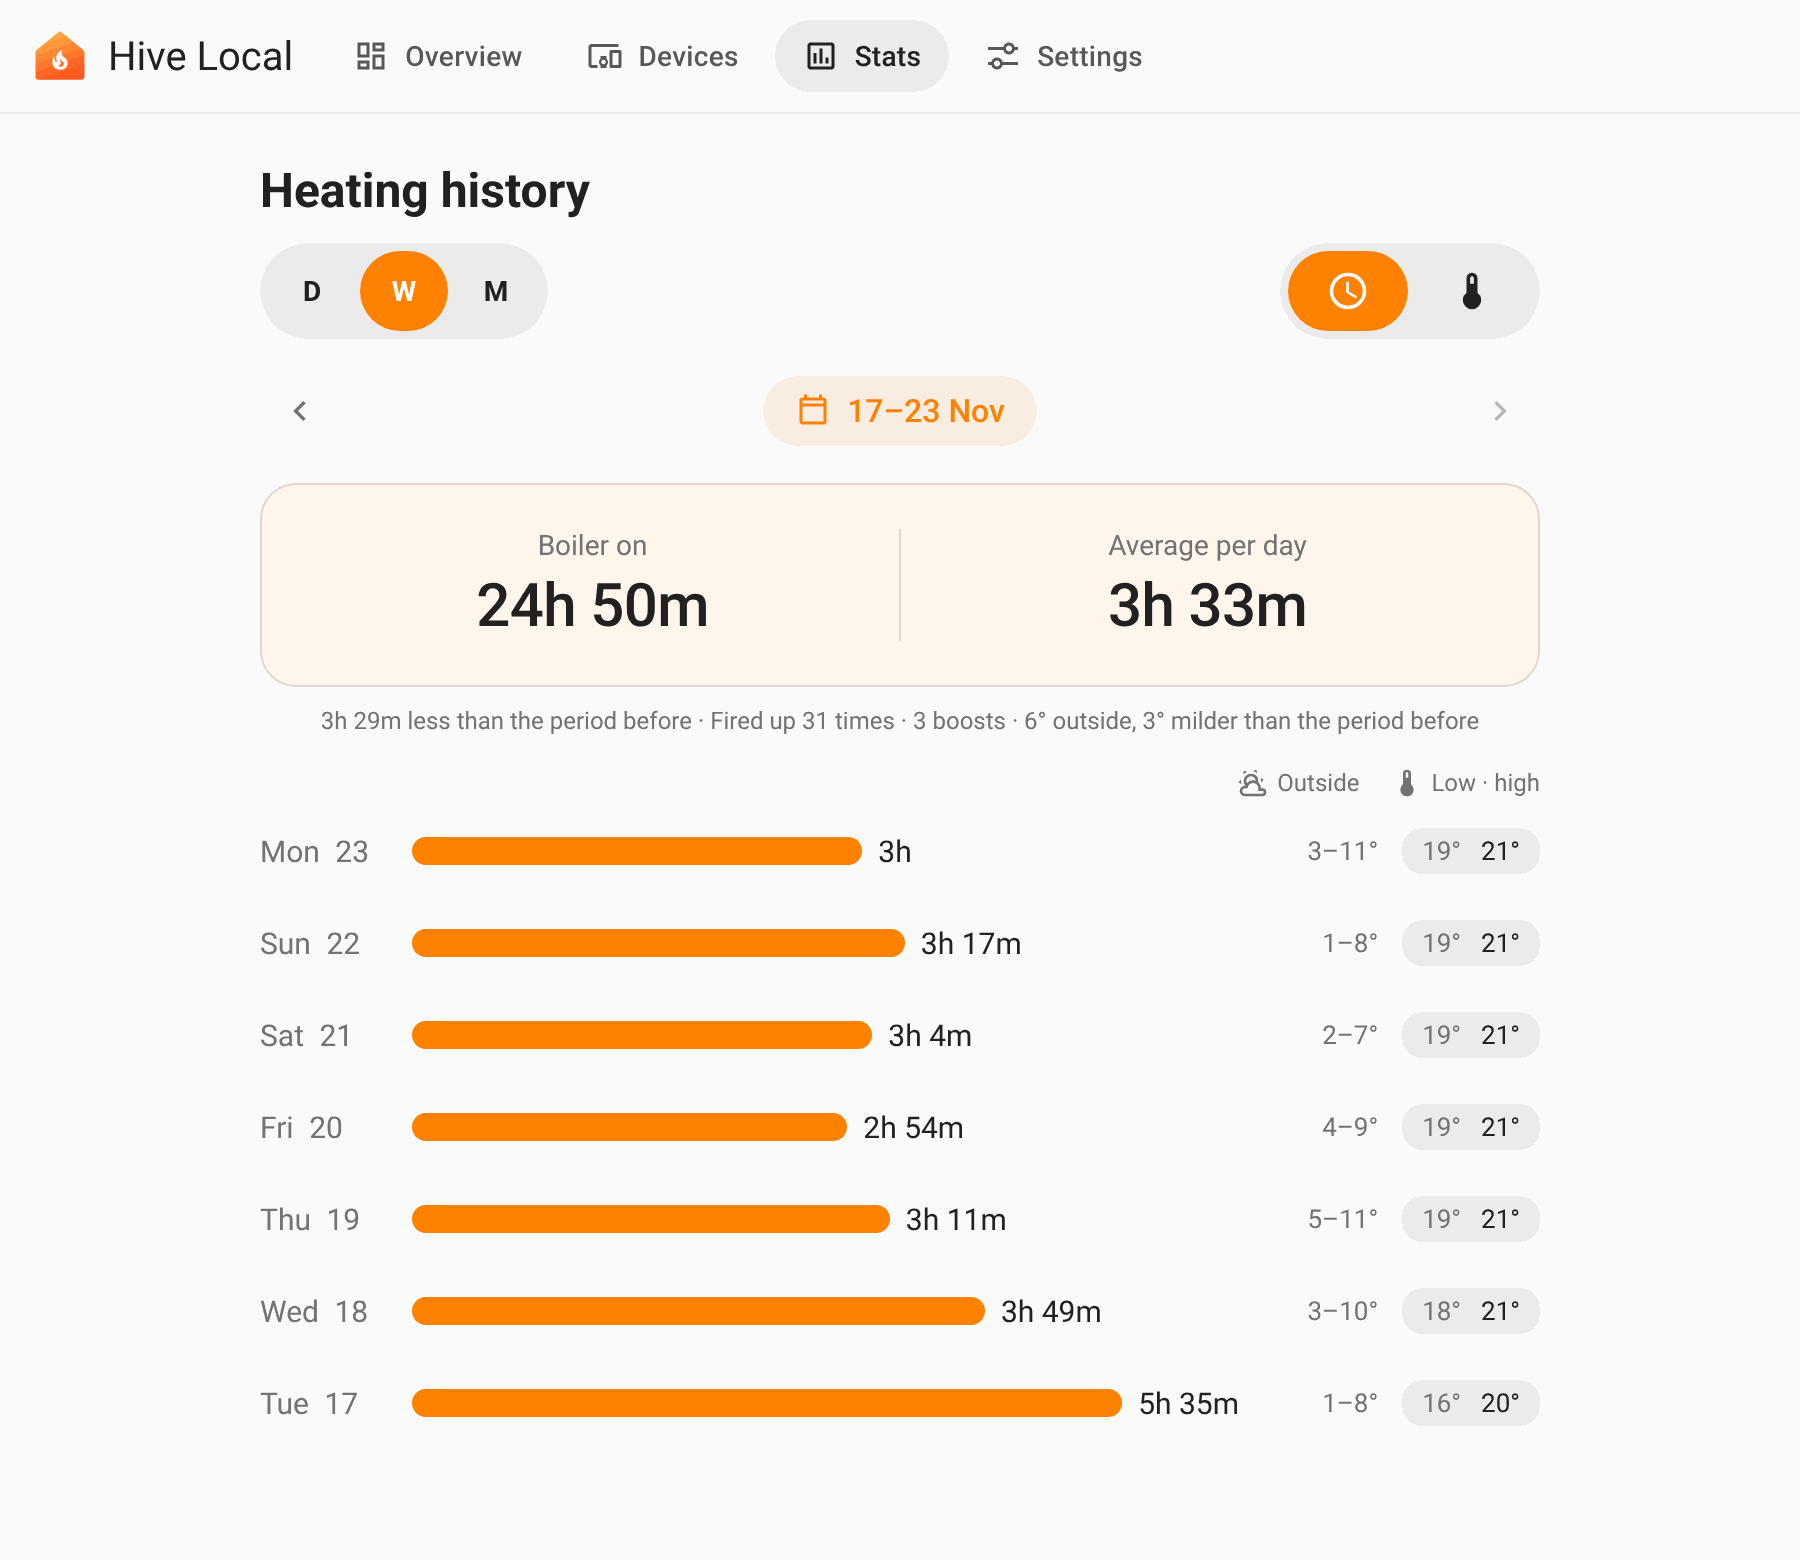 Hive Local Overview Devices Stats Settings
Heating history
D W M
17–23 Nov
Boiler on Average per day
24h 50m 3h 33m
3h 29m less than the period before · Fired up 31 times · 3 boosts · 6° outside, 3° milder than the period before
Outside Low · high
Mon 23 3h 3–11° 19° 21°
Sun 22 3h 17m 1–8° 19° 21°
Sat 21 3h 4m 2–7° 19° 21°
Fri 20 2h 54m 4–9° 19° 21°
Thu 19 3h 11m 5–11° 19° 21°
Wed 18 3h 49m 3–10° 18° 21°
Tue 17 5h 35m 1–8° 16° 20°